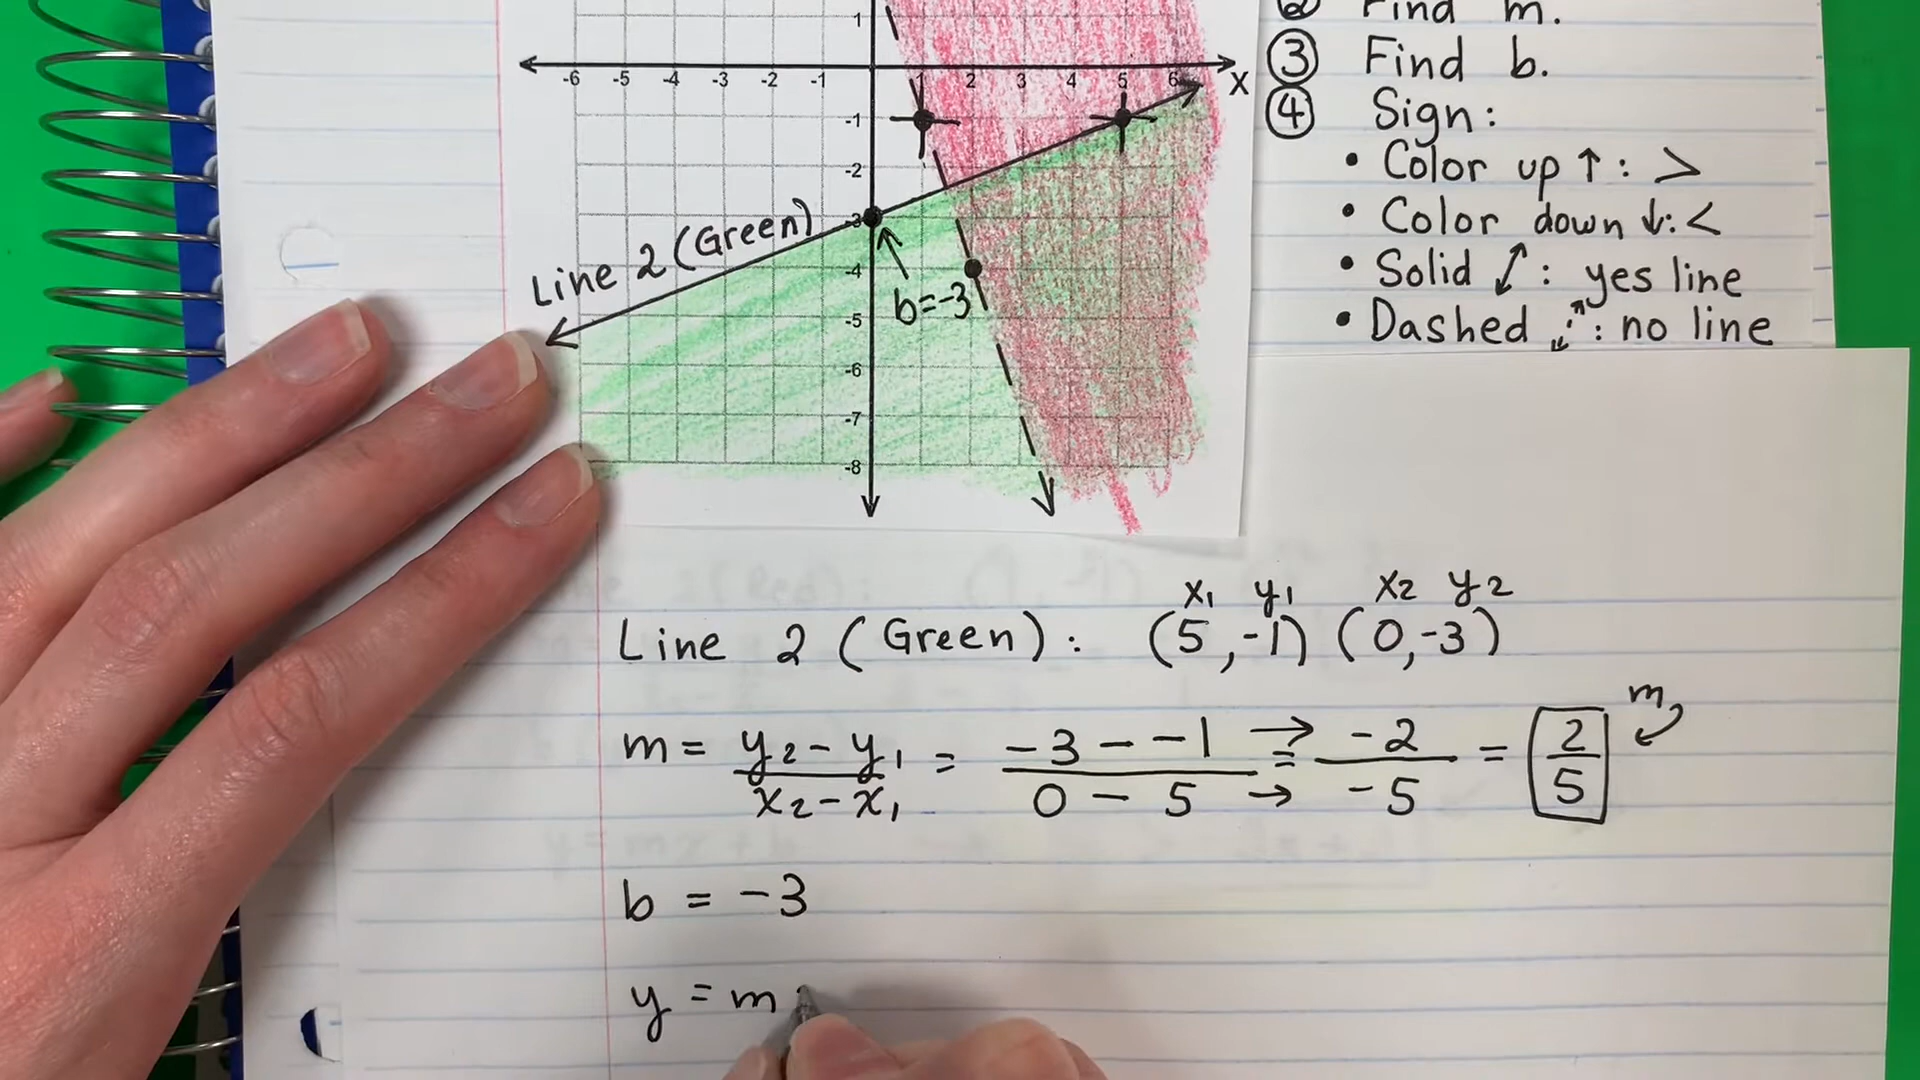 ② Find m.
③ Find b.
④ Sign:
• Color up ↑ : >
• Color down ↓: <
• Solid ⤢ : yes line
• Dashed ⤢ : no line
1
-6 -5 -4 -3 -2 -1 1 2 3 4 5 6 X
-1
-2
-3
-4
-5
-6
-7
-8
Line 2 (Green)
b=-3
x₁ y₁ x₂ y₂
Line 2 (Green) : (5,-1) (0,-3)
m = y₂ - y₁ / x₂ - x₁ = -3 - -1 / 0 - 5 →= → -2 / -5 = 2 / 5 m
b = -3
y = m